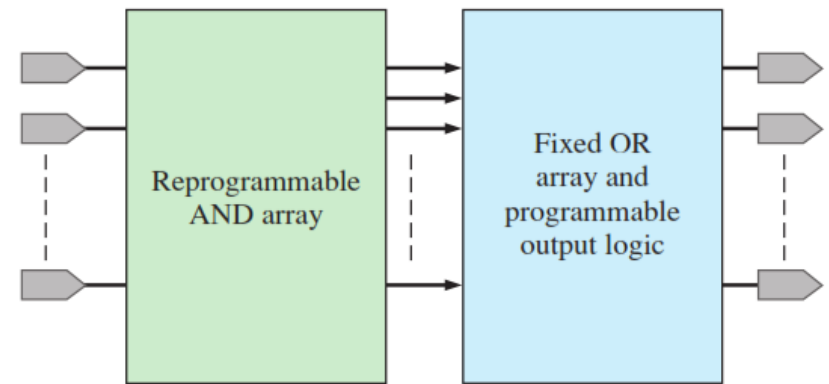 Reprogrammable
AND array
Fixed OR
array and
programmable
output logic